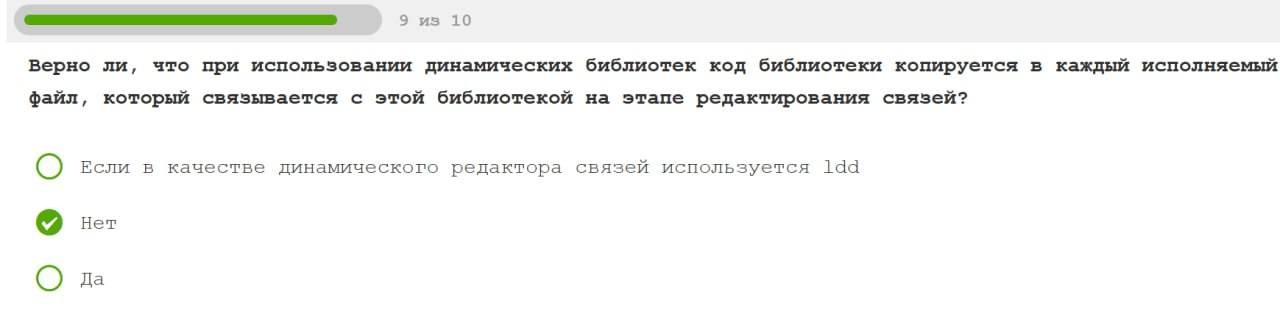 9 из 10
Верно ли, что при использовании динамических библиотек код библиотеки копируется в каждый исполняемый
файл, который связывается с этой библиотекой на этапе редактирования связей?
Если в качестве динамического редактора связей используется ldd
Нет
Да